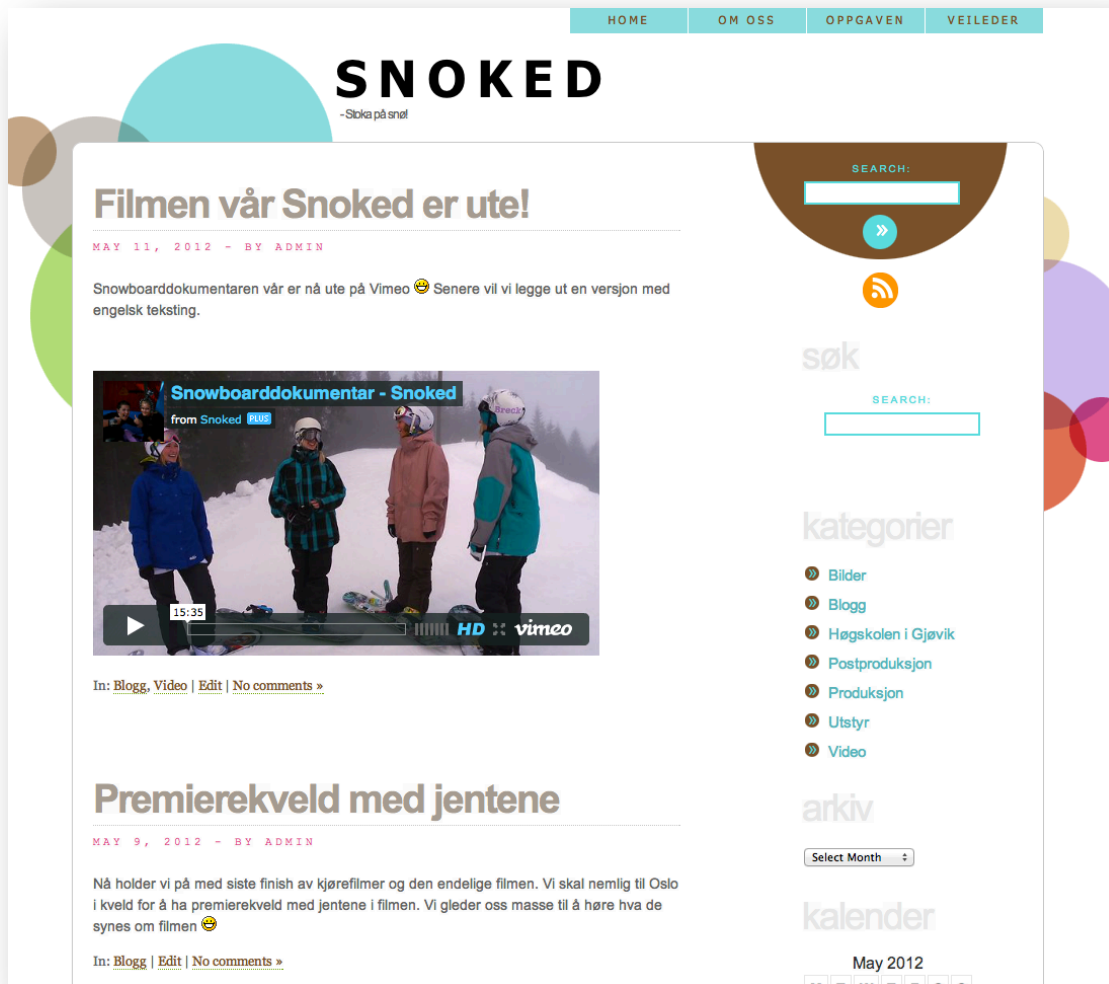 HOME OM OSS OPPGAVEN VEILEDER
SNOKED
- Stoka på snø!
Filmen vår Snoked er ute!
MAY 11, 2012 - BY ADMIN
Snowboarddokumentaren vår er nå ute på Vimeo 😀 Senere vil vi legge ut en versjon med
engelsk teksting.
Snowboarddokumentar - Snoked
from Snoked PLUS
Breck
15:35
HD vimeo
In: Blogg, Video | Edit | No comments »
Premierekveld med jentene
MAY 9, 2012 - BY ADMIN
Nå holder vi på med siste finish av kjørefilmer og den endelige filmen. Vi skal nemlig til Oslo
i kveld for å ha premierekveld med jentene i filmen. Vi gleder oss masse til å høre hva de
synes om filmen 😀
In: Blogg | Edit | No comments »
SEARCH:
»
søk
SEARCH:
kategorier
» Bilder
» Blogg
» Høgskolen i Gjøvik
» Postproduksjon
» Produksjon
» Utstyr
» Video
arkiv
Select Month
kalender
May 2012